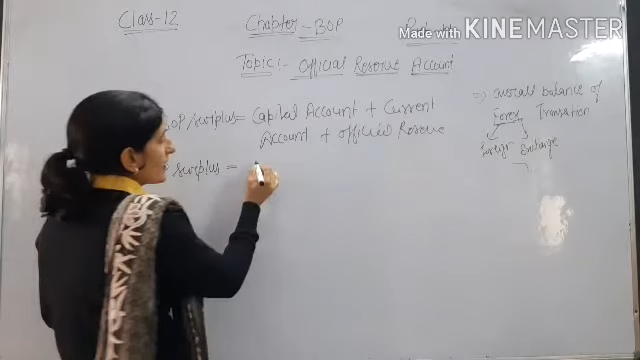 Class-12
Chapter - BOP
Made with KINEMASTER
Topic:- Official Reserve Account
BOP/surplus = Capital Account + Current
Account + official Reserve
surplus =
⇒ overall balance of
Forex Transation
foreign Exchange